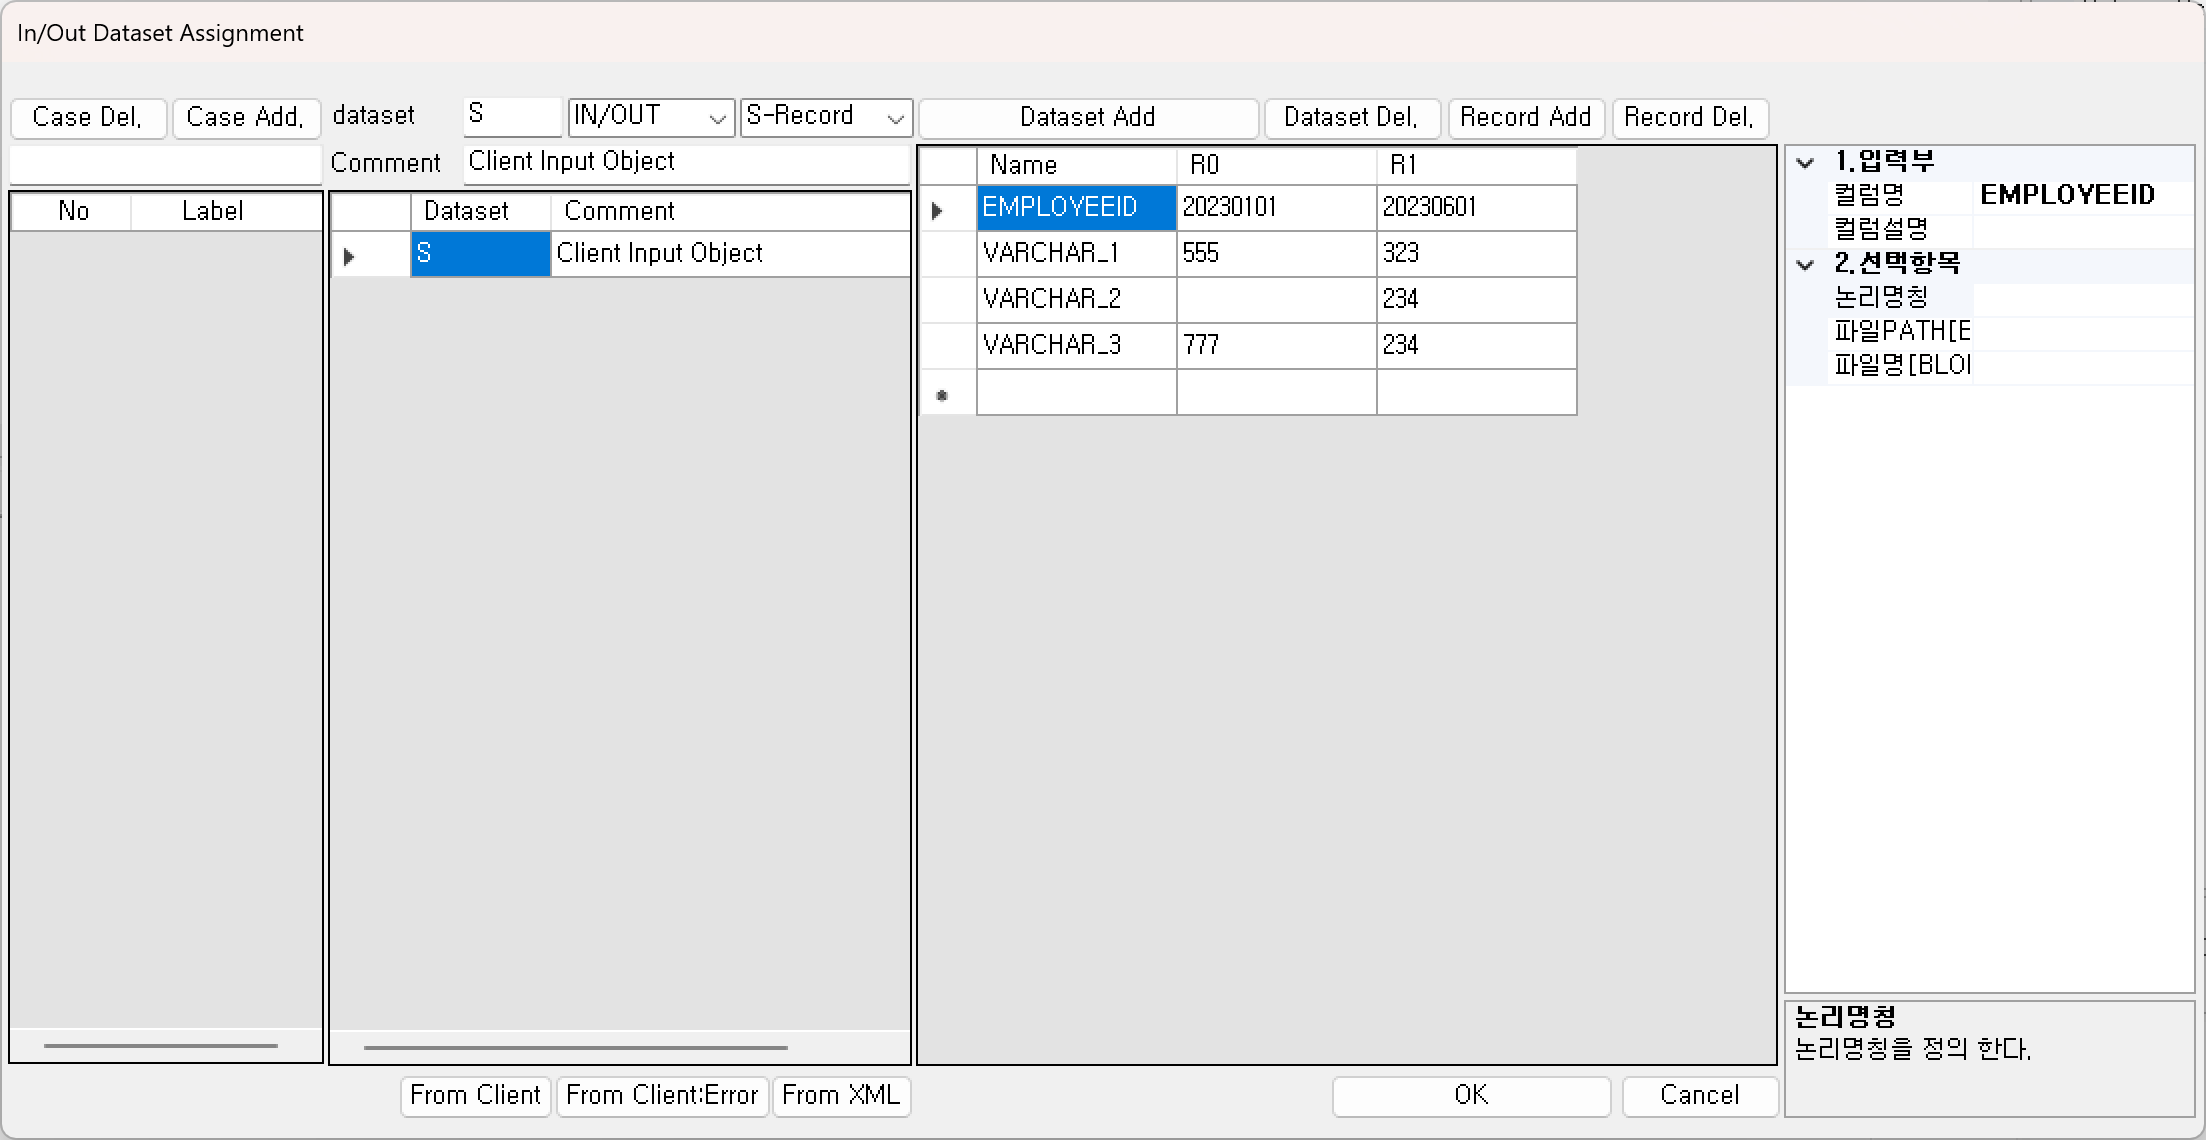 In/Out Dataset Assignment
Case Del. Case Add. dataset S IN/OUT S-Record Dataset Add Dataset Del. Record Add Record Del.
Comment Client Input Object
No Label
Dataset Comment
S Client Input Object
Name R0 R1
EMPLOYEEID 20230101 20230601
VARCHAR_1 555 323
VARCHAR_2 234
VARCHAR_3 777 234
1.입력부
컬럼명 EMPLOYEEID
컬럼설명
2.선택항목
논리명칭
파일PATH[B
파일명[BLOI
논리명칭
논리명칭을 정의 한다.
From Client From Client:Error From XML OK Cancel